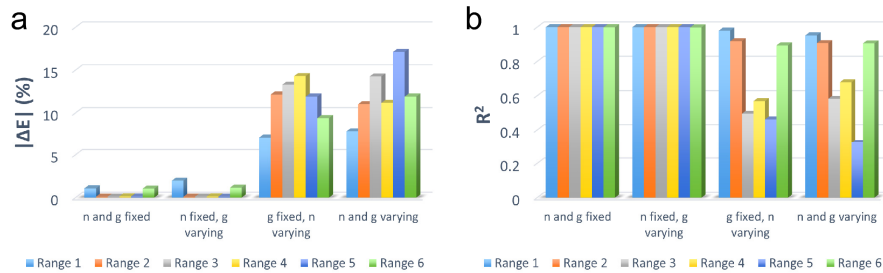 a
20
15
10
5
0
|ΔE| (%)
n and g fixed
n fixed, g varying
g fixed, n varying
n and g varying
Range 1 Range 2 Range 3 Range 4 Range 5 Range 6
b
1
0.8
0.6
0.4
0.2
0
R²
n and g fixed
n fixed, g varying
g fixed, n varying
n and g varying
Range 1 Range 2 Range 3 Range 4 Range 5 Range 6